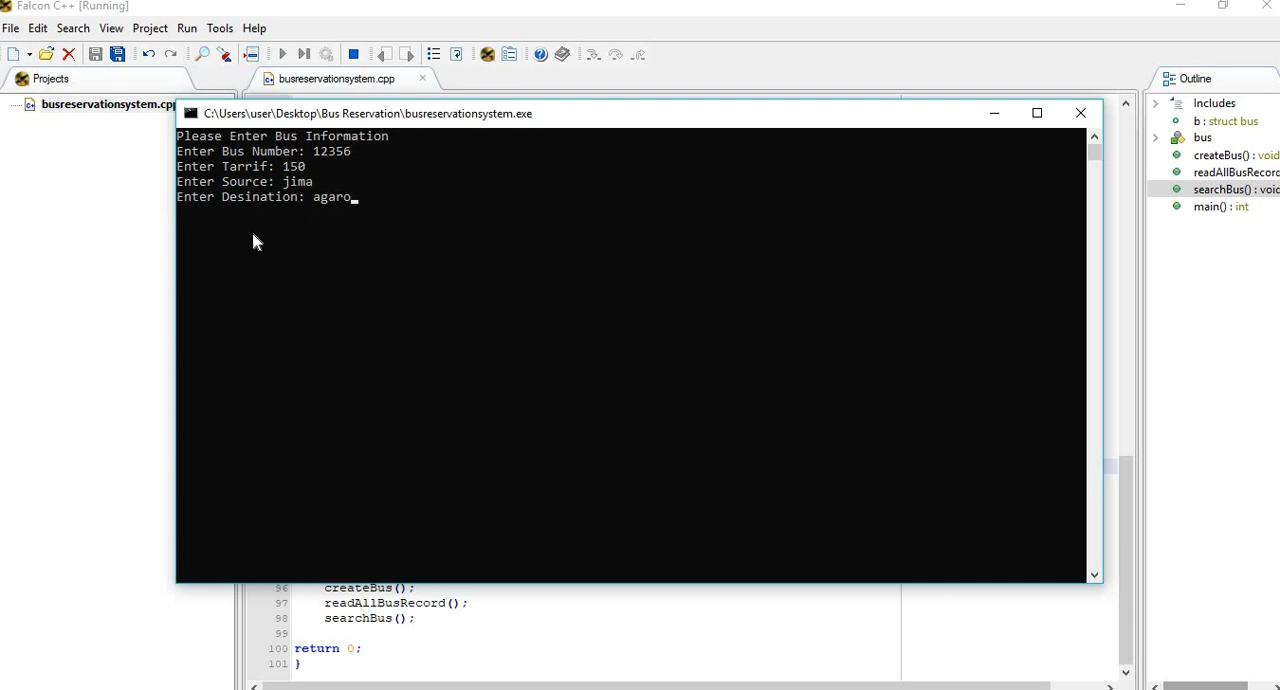 Falcon C++ [Running]
File Edit Search View Project Run Tools Help
Projects
busreservationsystem.cpp
Outline
busreservationsystem.cpp
C:\Users\user\Desktop\Bus Reservation\busreservationsystem.exe
Please Enter Bus Information
Enter Bus Number: 12356
Enter Tarrif: 150
Enter Source: jima
Enter Desination: agaro
Includes
b : struct bus
bus
createBus() : void
readAllBusRecord
searchBus() : voic
main() : int
96 createBus();
97 readAllBusRecord();
98 searchBus();
99
100 return 0;
101 }